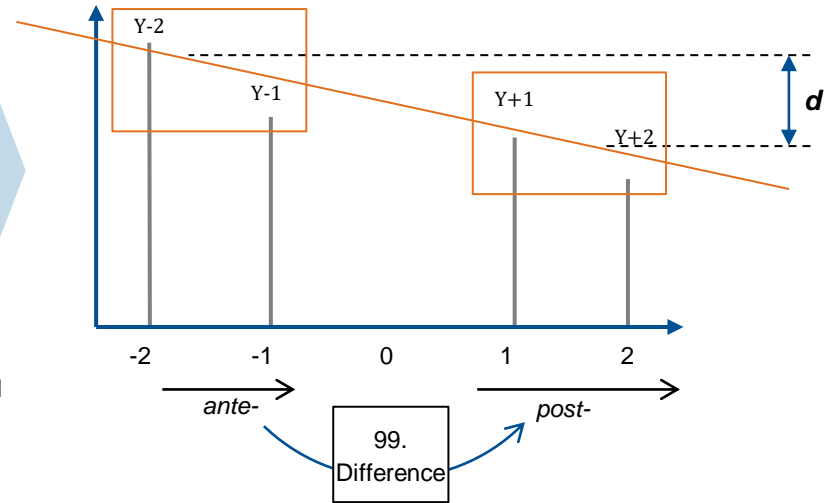 Y-2
Y-1
Y+1
Y+2
d
-2 -1 0 1 2
ante- post-
99.
Difference